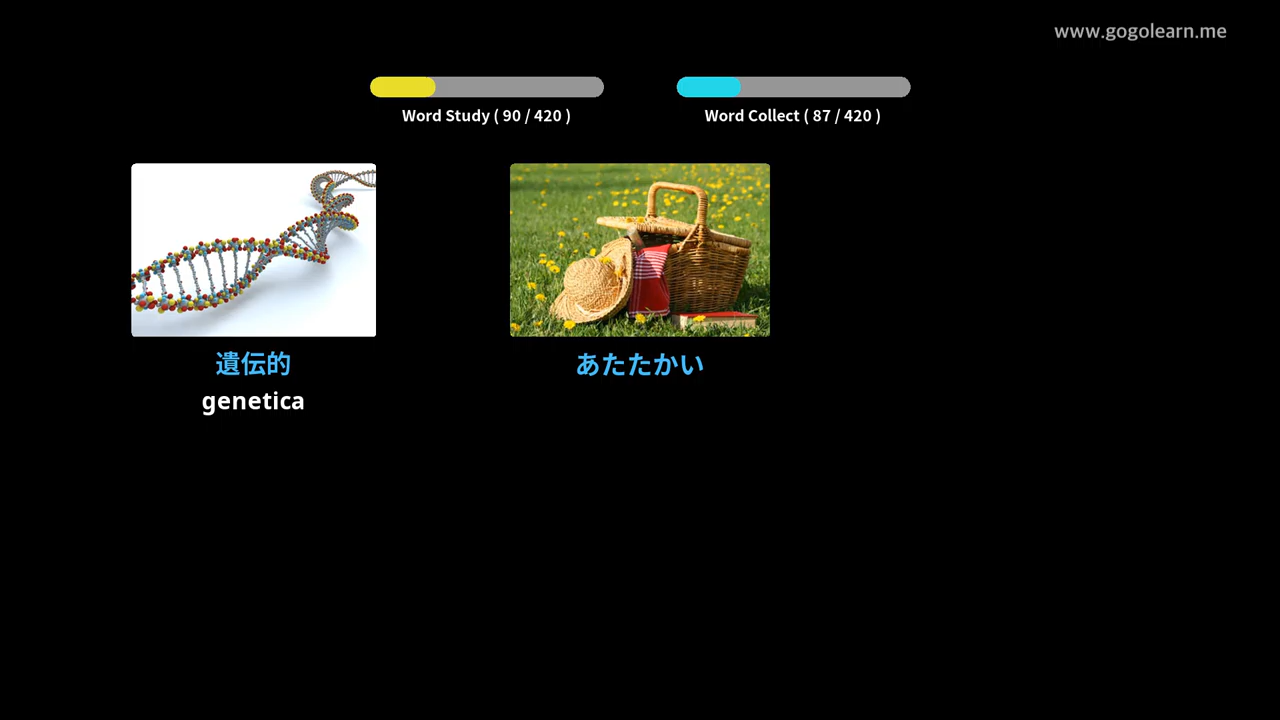 www.gogolearn.me
Word Study ( 90 / 420 )
Word Collect ( 87 / 420 )
遺伝的
genetica
あたたかい